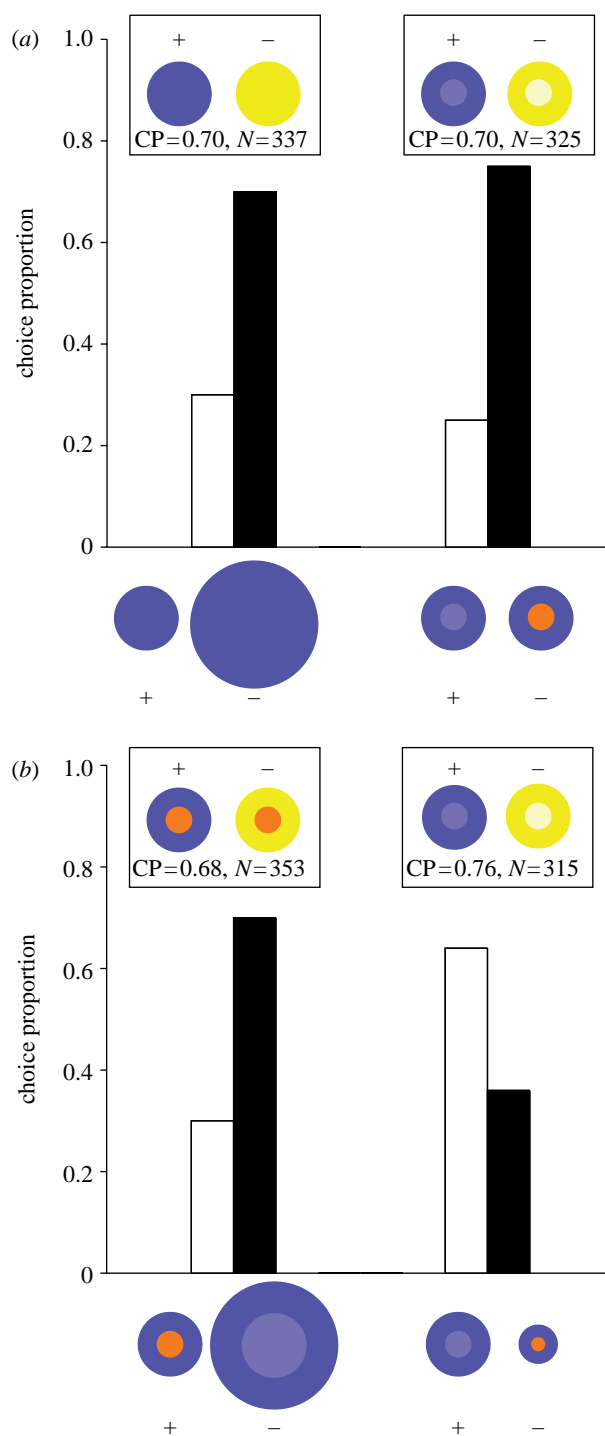 (a)
1.0
+ – + –
CP=0.70, N=337 CP=0.70, N=325
0.8
0.6
choice proportion
0.4
0.2
0
+ – + –
(b)
1.0
+ – + –
CP=0.68, N=353 CP=0.76, N=315
0.8
0.6
choice proportion
0.4
0.2
0
+ – + –